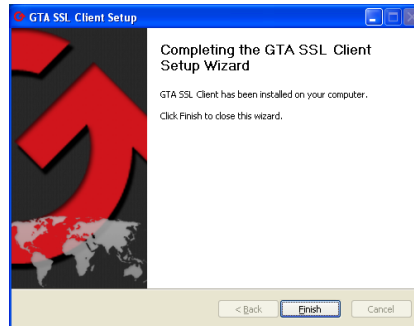 GTA SSL Client Setup
Completing the GTA SSL Client
Setup Wizard
GTA SSL Client has been installed on your computer.
Click Finish to close this wizard.
< Back
Finish
Cancel